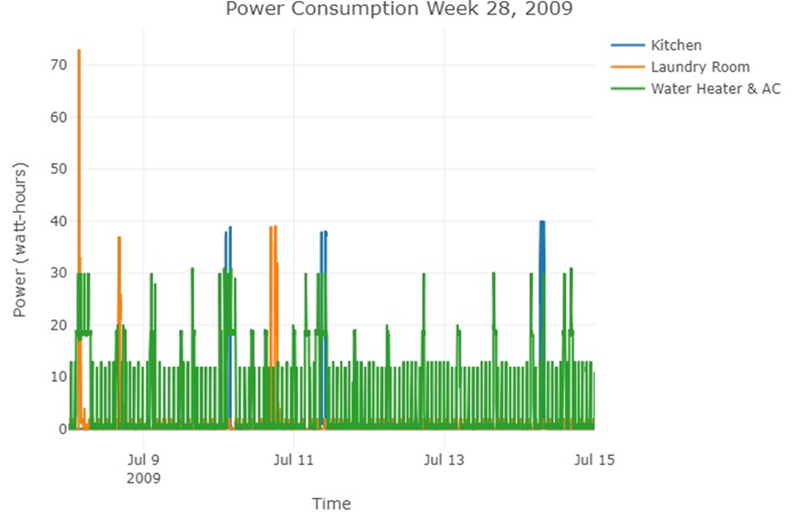 Power Consumption Week 28, 2009
Kitchen
Laundry Room
Water Heater & AC
Power (watt-hours)
70
60
50
40
30
20
10
0
Jul 9
2009
Jul 11
Jul 13
Jul 15
Time